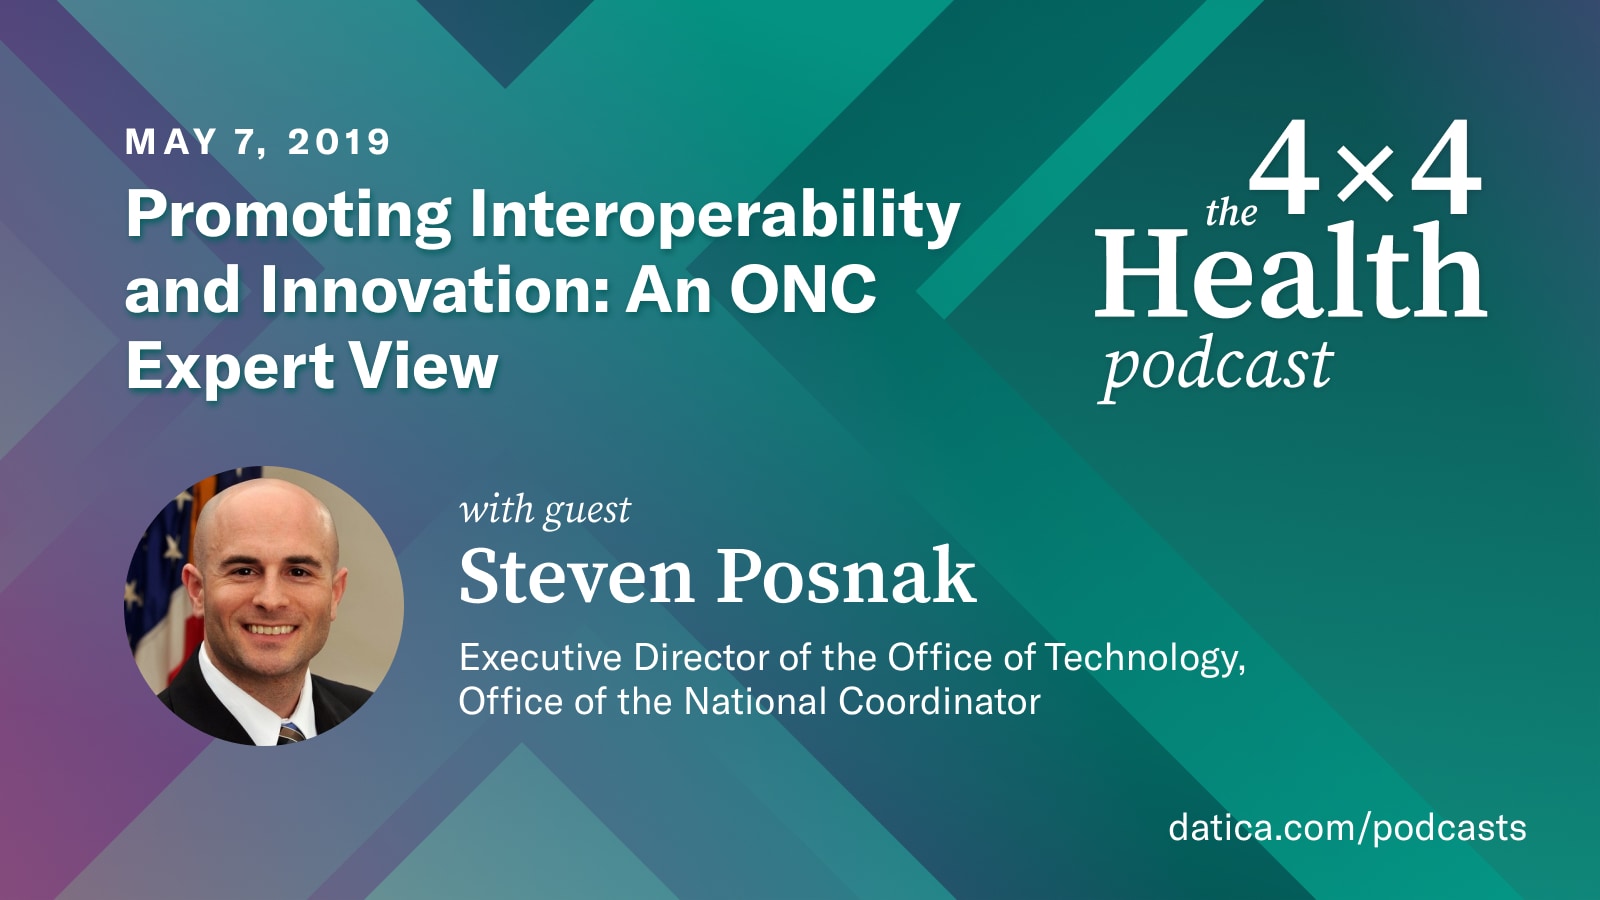 MAY 7, 2019
Promoting Interoperability
and Innovation: An ONC
Expert View
the 4×4
Health
podcast
with guest
Steven Posnak
Executive Director of the Office of Technology,
Office of the National Coordinator
datica.com/podcasts